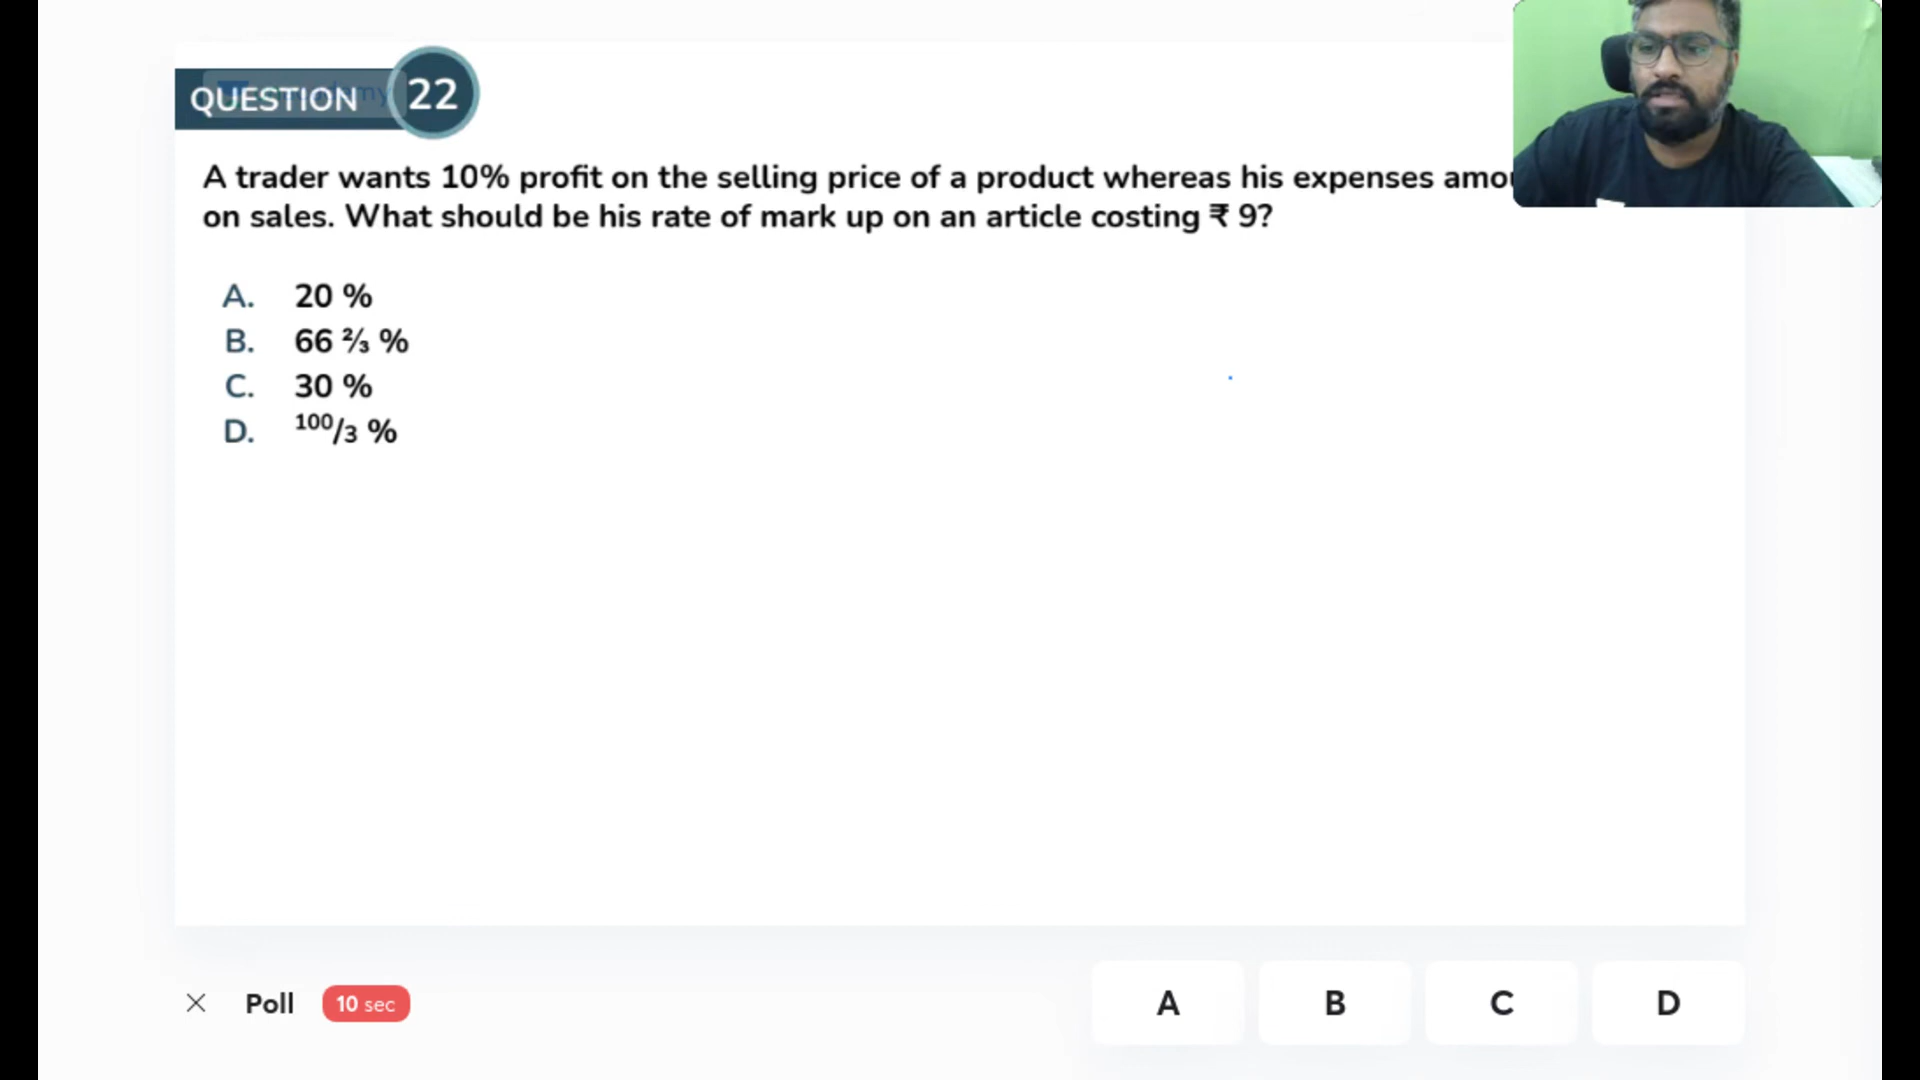 QUESTION 22
A trader wants 10% profit on the selling price of a product whereas his expenses
on sales. What should be his rate of mark up on an article costing ₹ 9?
A. 20 %
B. 66 ⅔ %
C. 30 %
D. ¹⁰⁰/3 %
× Poll 10 sec A B C D